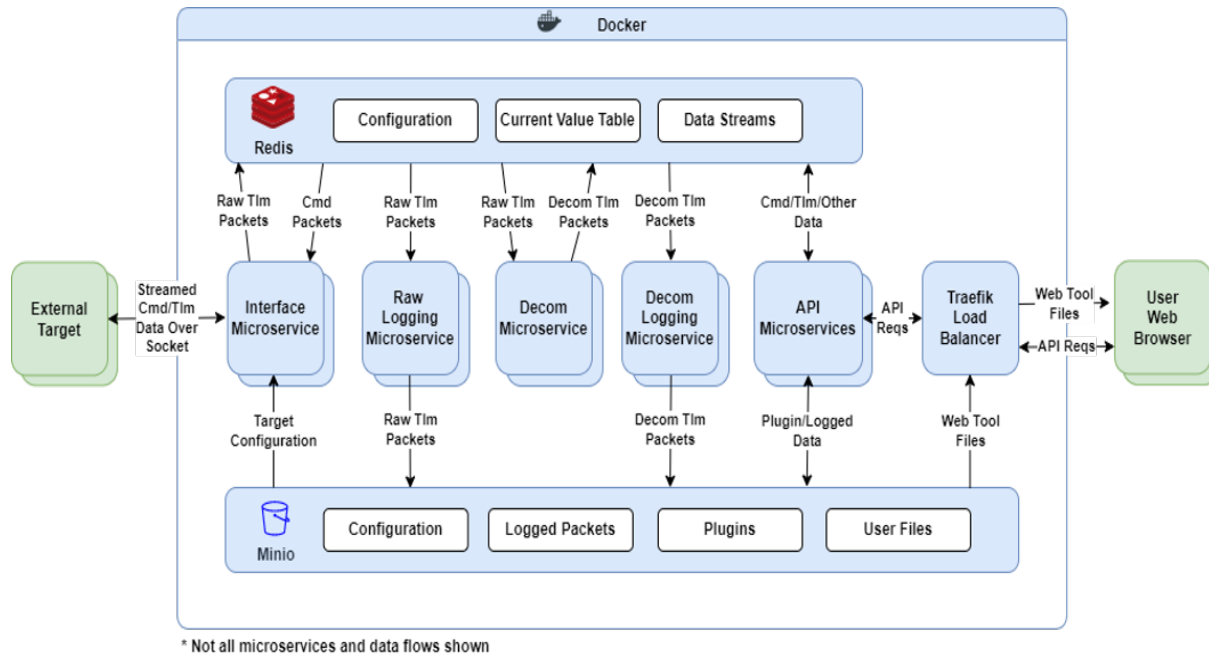 Docker
Redis
Configuration
Current Value Table
Data Streams
Raw Tlm
Packets
Cmd
Packets
Raw Tlm
Packets
Raw Tlm
Packets
Decom Tlm
Packets
Decom Tlm
Packets
Cmd/Tlm/Other
Data
External
Target
Streamed
Cmd/Tlm
Data Over
Socket
Interface
Microservice
Raw
Logging
Microservice
Decom
Microservice
Decom
Logging
Microservice
API
Microservices
API
Reqs
Traefik
Load
Balancer
Web Tool
Files
API Reqs
User
Web
Browser
Target
Configuration
Raw Tlm
Packets
Decom Tlm
Packets
Plugin/Logged
Data
Web Tool
Files
Minio
Configuration
Logged Packets
Plugins
User Files
* Not all microservices and data flows shown